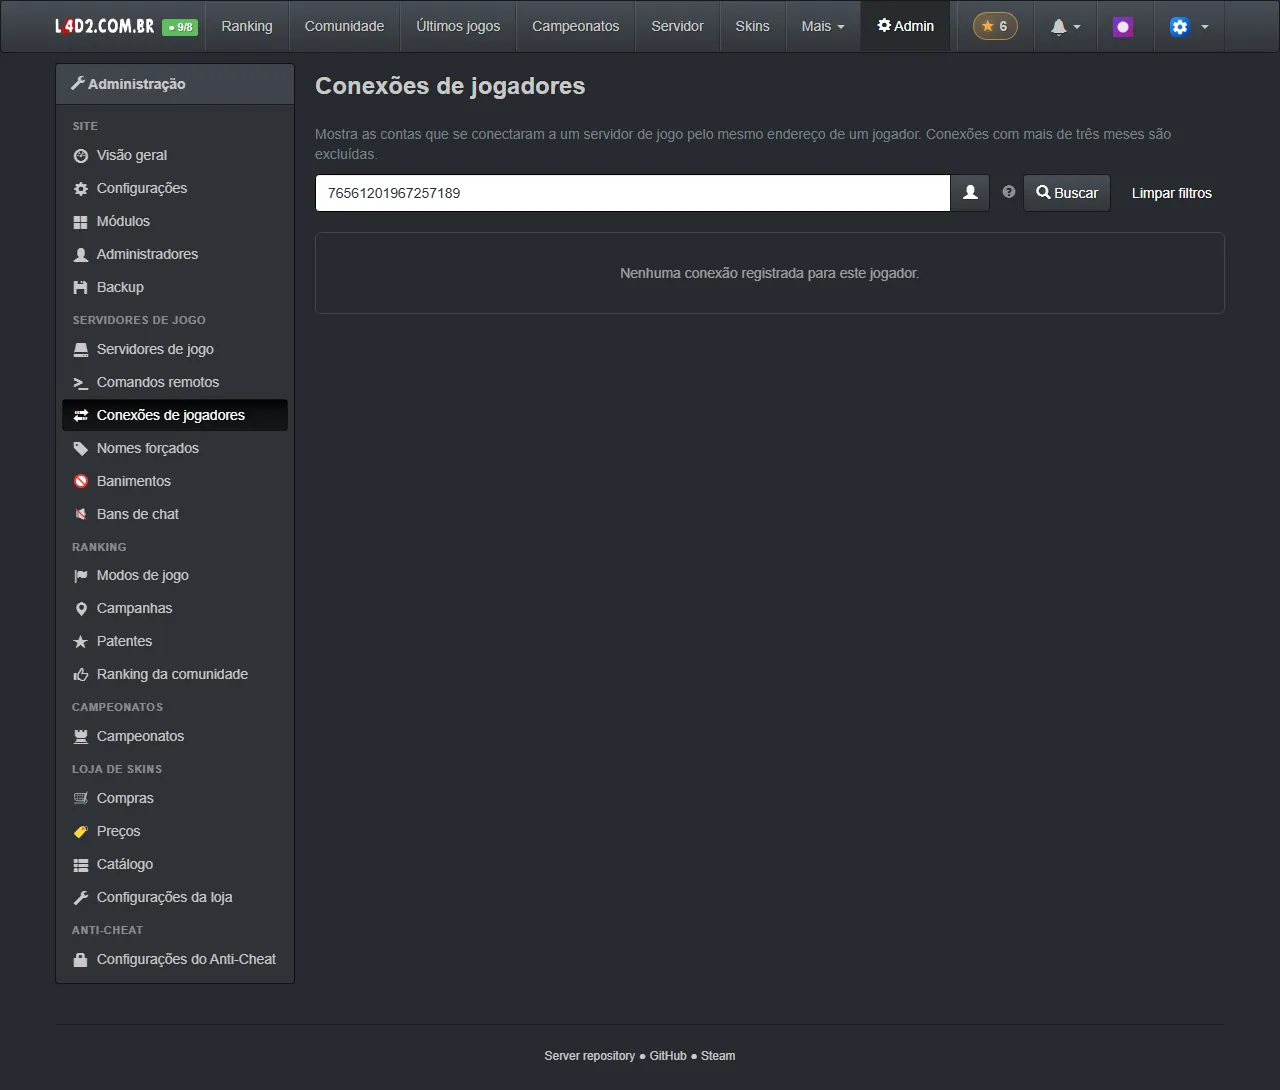 L4D2.COM.BR
● 9/8
Ranking
Comunidade
Últimos jogos
Campeonatos
Servidor
Skins
Mais
Admin
6
Administração
SITE
Visão geral
Configurações
Módulos
Administradores
Backup
SERVIDORES DE JOGO
Servidores de jogo
Comandos remotos
Conexões de jogadores
Nomes forçados
Banimentos
Bans de chat
RANKING
Modos de jogo
Campanhas
Patentes
Ranking da comunidade
CAMPEONATOS
Campeonatos
LOJA DE SKINS
Compras
Preços
Catálogo
Configurações da loja
ANTI-CHEAT
Configurações do Anti-Cheat
Conexões de jogadores
Mostra as contas que se conectaram a um servidor de jogo pelo mesmo endereço de um jogador. Conexões com mais de três meses são
excluídas.
76561201967257189
Buscar
Limpar filtros
Nenhuma conexão registrada para este jogador.
Server repository ● GitHub ● Steam